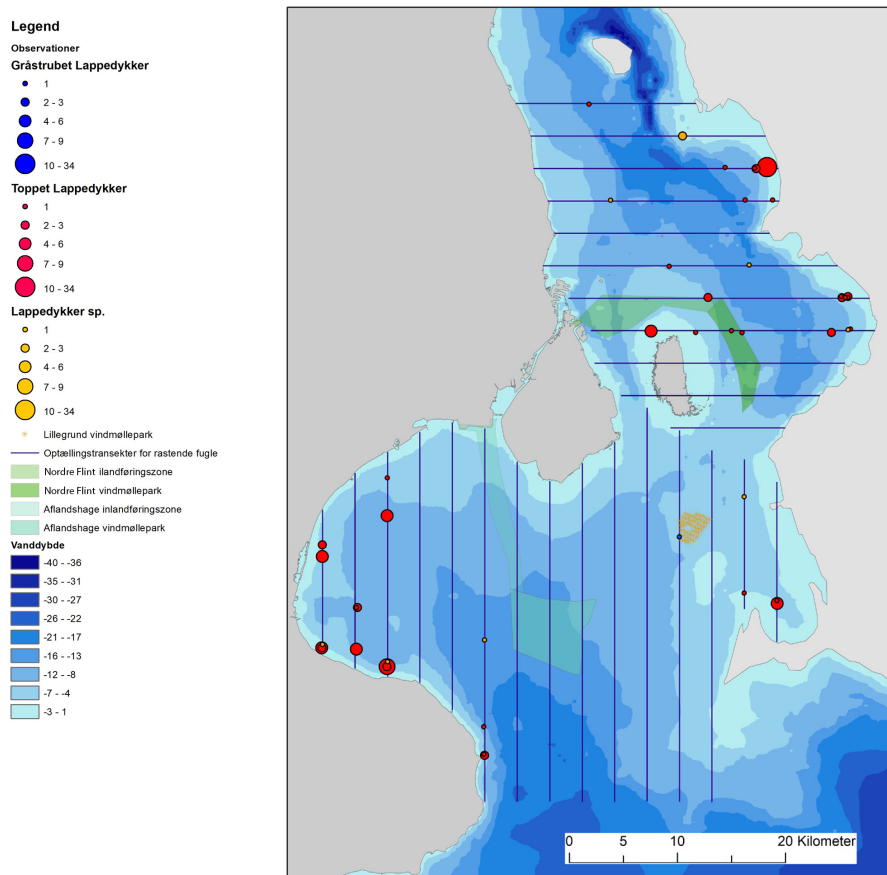 Legend
Observationer
Gråstrubet Lappedykker
1
2 - 3
4 - 6
7 - 9
10 - 34
Toppet Lappedykker
1
2 - 3
4 - 6
7 - 9
10 - 34
Lappedykker sp.
1
2 - 3
4 - 6
7 - 9
10 - 34
Lillegrund vindmøllepark
Optællingstransekter for rastende fugle
Nordre Flint ilandføringszone
Nordre Flint vindmøllepark
Aflandshage inlandføringszone
Aflandshage vindmøllepark
Vanddybde
-40 - -36
-35 - -31
-30 - -27
-26 - -22
-21 - -17
-16 - -13
-12 - -8
-7 - -4
-3 - 1
0 5 10 20 Kilometer